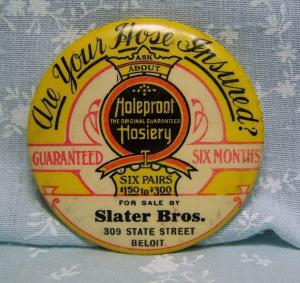 Are Your Hose Insured?
ASK
ABOUT
Holeproof
THE ORIGINAL GUARANTEED
Hosiery
GUARANTEED SIX MONTHS
SIX PAIRS
$1.50 to $3.00
FOR SALE BY
Slater Bros.
309 STATE STREET
BELOIT.